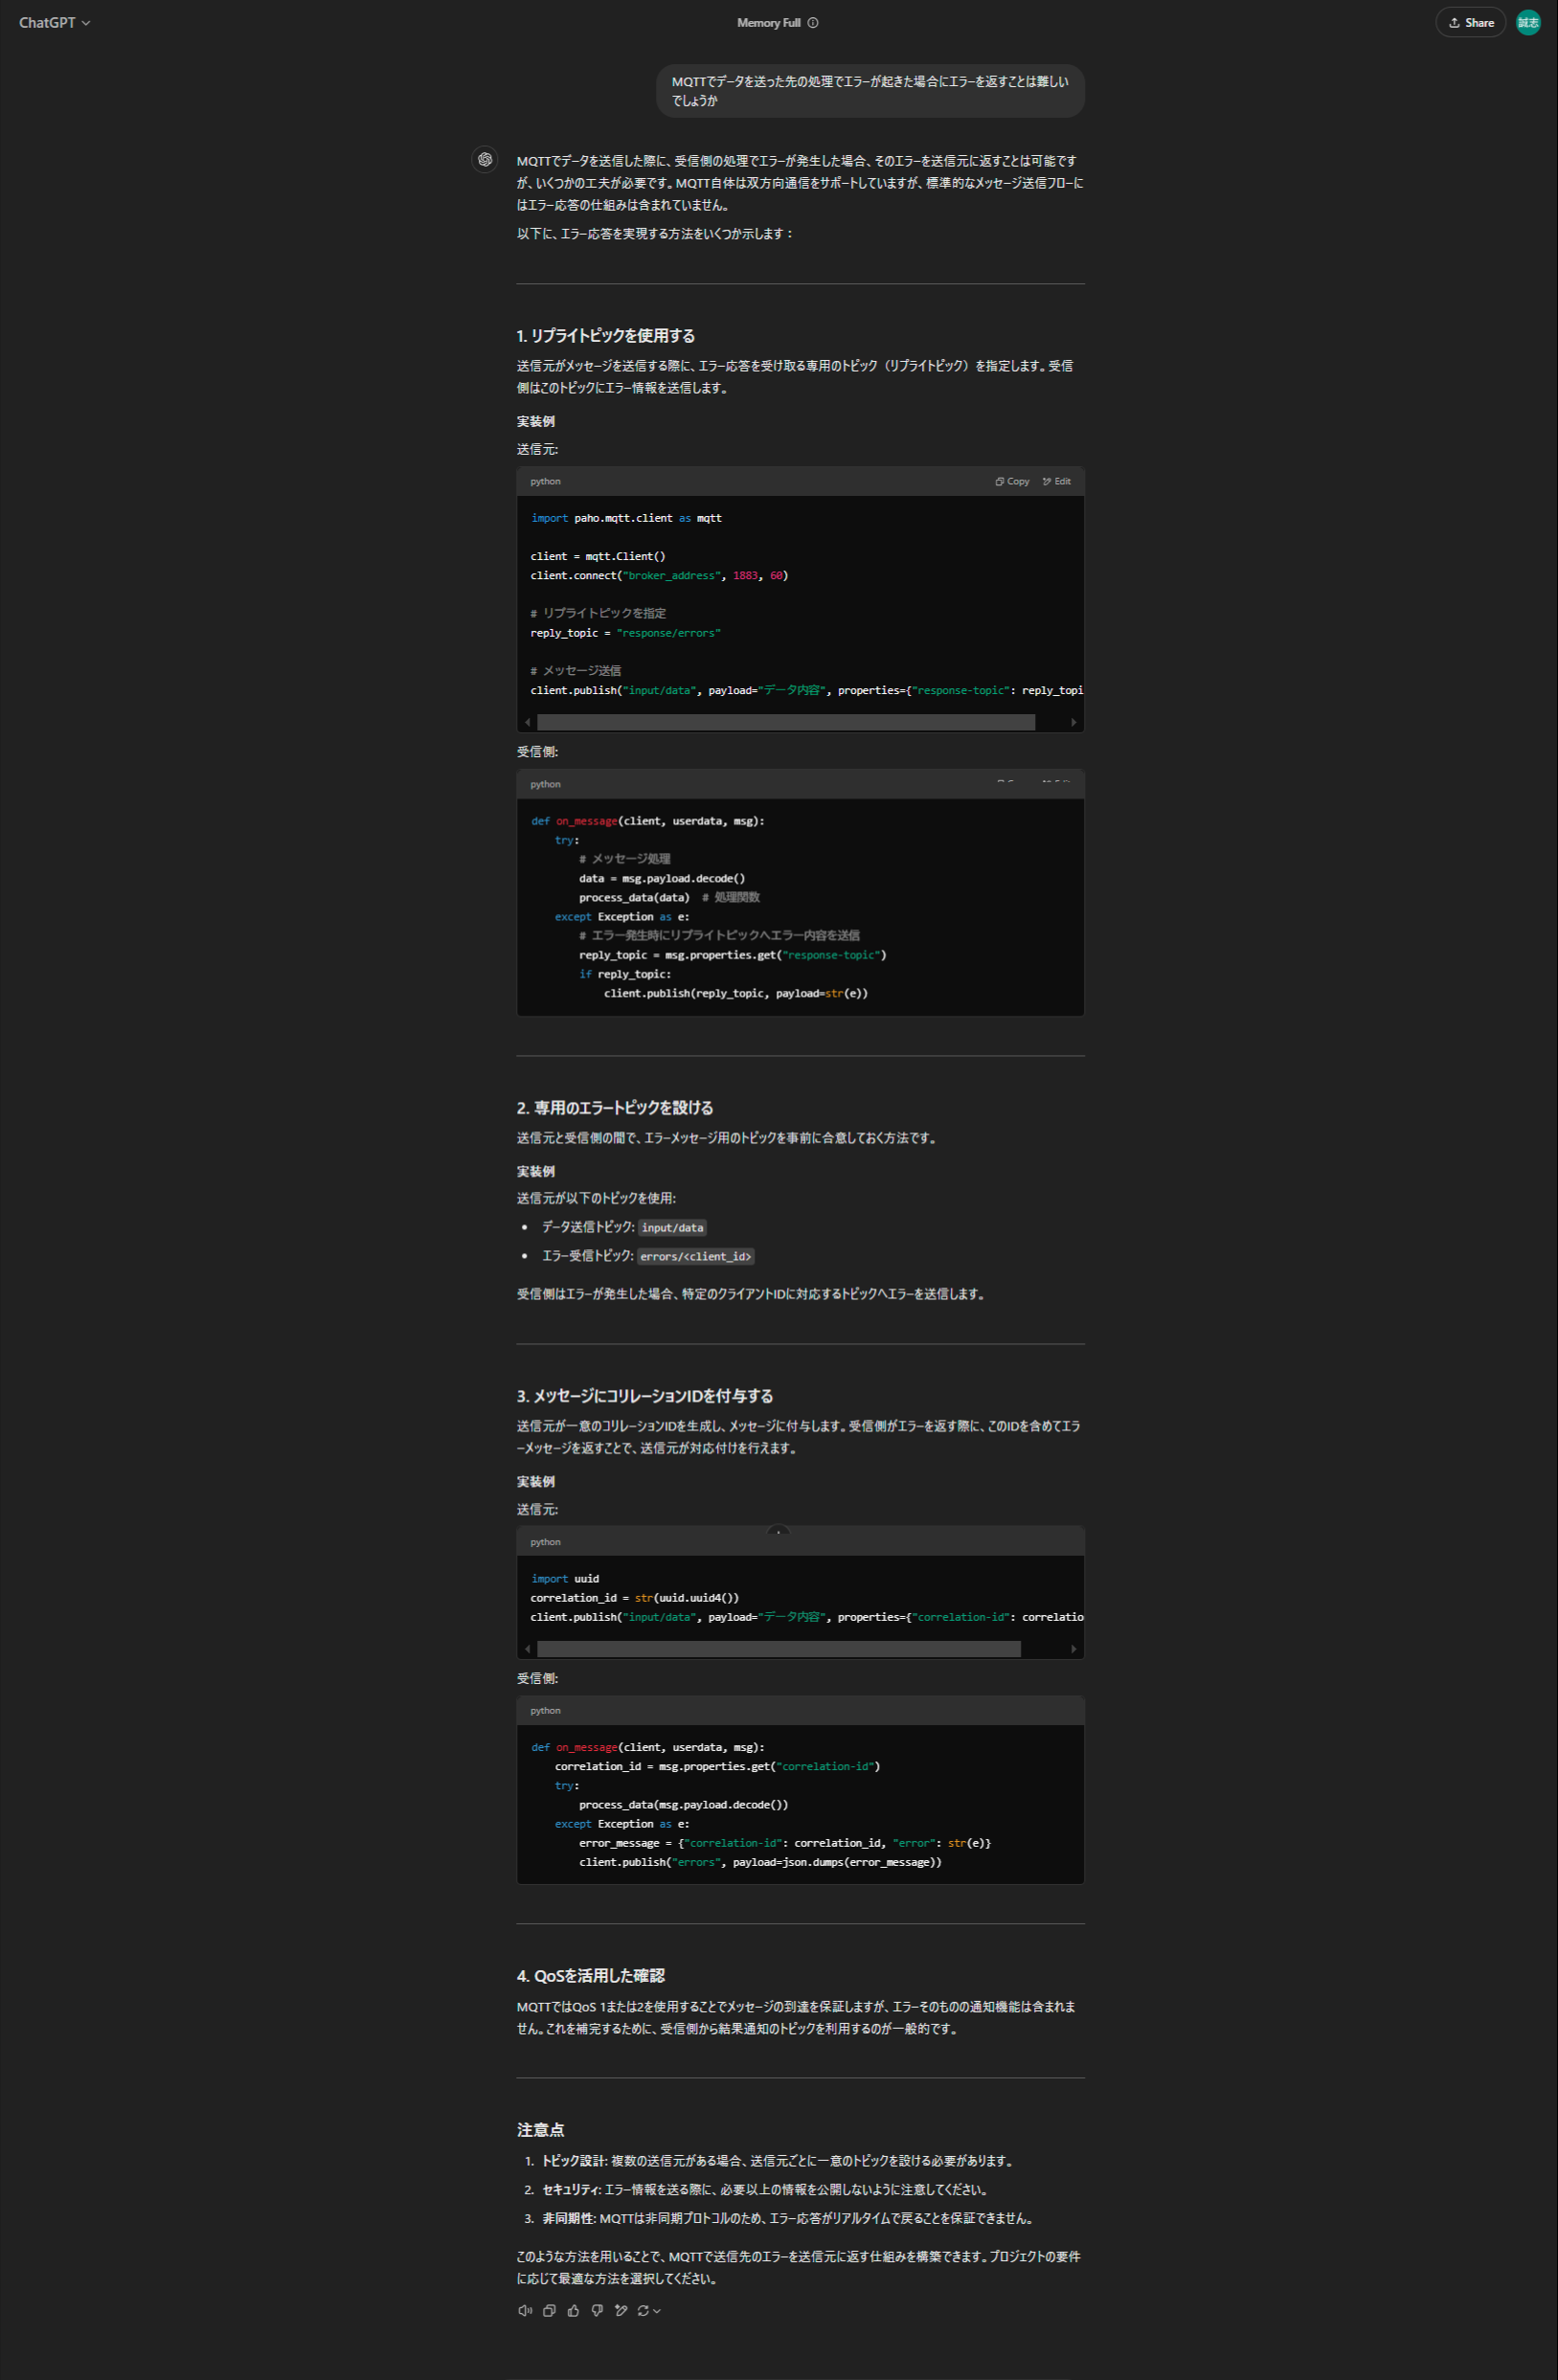 ChatGPT
Memory Full
Share
誠志
MQTTでデータを送った先の処理でエラーが起きた場合にエラーを返すことは難しい
でしょうか
MQTTでデータを送信した際に、受信側の処理でエラーが発生した場合、そのエラーを送信元に返すことは可能です
が、いくつかの工夫が必要です。MQTT自体は双方向通信をサポートしていますが、標準的なメッセージ送信フローに
はエラー応答の仕組みは含まれていません。
以下に、エラー応答を実現する方法をいくつか示します：
1. リプライトピックを使用する
送信元がメッセージを送信する際に、エラー応答を受け取る専用のトピック（リプライトピック）を指定します。受信
側はこのトピックにエラー情報を送信します。
実装例
送信元:
python
Copy
Edit
import paho.mqtt.client as mqtt
client = mqtt.Client()
client.connect("broker_address", 1883, 60)
# リプライトピックを指定
reply_topic = "response/errors"
# メッセージ送信
client.publish("input/data", payload="データ内容", properties={"response-topic": reply_topi
受信側:
python
def on_message(client, userdata, msg):
    try:
        # メッセージ処理
        data = msg.payload.decode()
        process_data(data)  # 処理関数
    except Exception as e:
        # エラー発生時にリプライトピックへエラー内容を送信
        reply_topic = msg.properties.get("response-topic")
        if reply_topic:
            client.publish(reply_topic, payload=str(e))
2. 専用のエラートピックを設ける
送信元と受信側の間で、エラーメッセージ用のトピックを事前に合意しておく方法です。
実装例
送信元が以下のトピックを使用:
• データ送信トピック: input/data
• エラー受信トピック: errors/<client_id>
受信側はエラーが発生した場合、特定のクライアントIDに対応するトピックへエラーを送信します。
3. メッセージにコリレーションIDを付与する
送信元が一意のコリレーションIDを生成し、メッセージに付与します。受信側がエラーを返す際に、このIDを含めてエラ
ーメッセージを返すことで、送信元が対応付けを行えます。
実装例
送信元:
python
import uuid
correlation_id = str(uuid.uuid4())
client.publish("input/data", payload="データ内容", properties={"correlation-id": correlatio
受信側:
python
def on_message(client, userdata, msg):
    correlation_id = msg.properties.get("correlation-id")
    try:
        process_data(msg.payload.decode())
    except Exception as e:
        error_message = {"correlation-id": correlation_id, "error": str(e)}
        client.publish("errors", payload=json.dumps(error_message))
4. QoSを活用した確認
MQTTではQoS 1または2を使用することでメッセージの到達を保証しますが、エラーそのものの通知機能は含まれま
せん。これを補完するために、受信側から結果通知のトピックを利用するのが一般的です。
注意点
1. トピック設計: 複数の送信元がある場合、送信元ごとに一意のトピックを設ける必要があります。
2. セキュリティ: エラー情報を送る際に、必要以上の情報を公開しないように注意してください。
3. 非同期性: MQTTは非同期プロトコルのため、エラー応答がリアルタイムで戻ることを保証できません。
このような方法を用いることで、MQTTで送信先のエラーを送信元に返す仕組みを構築できます。プロジェクトの要件
に応じて最適な方法を選択してください。